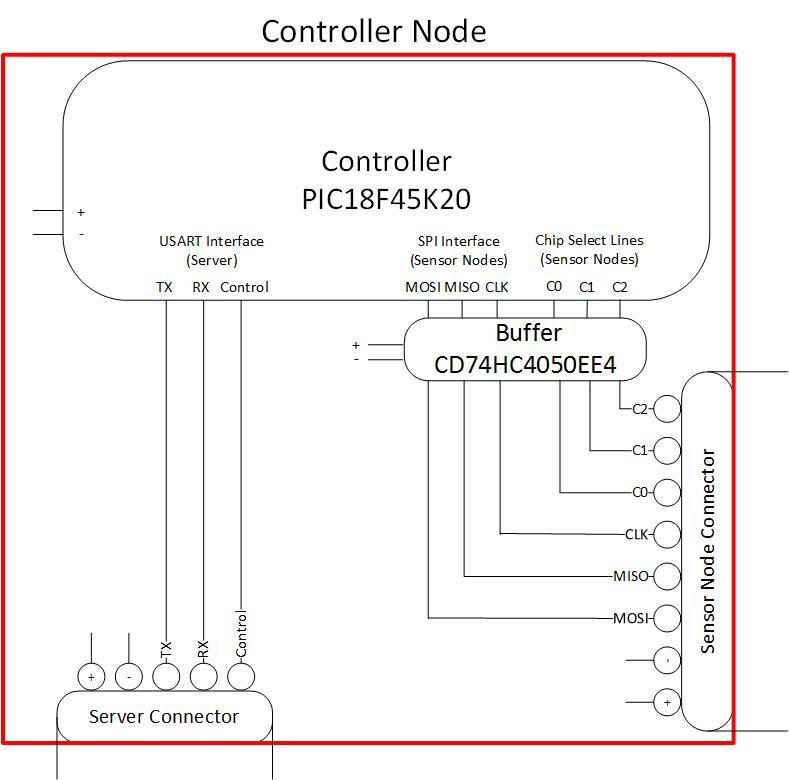 Controller Node
Controller
PIC18F45K20
+
-
USART Interface
(Server)
SPI Interface
(Sensor Nodes)
Chip Select Lines
(Sensor Nodes)
TX RX Control
MOSI MISO CLK
C0 C1 C2
+
-
Buffer
CD74HC4050EE4
C2
C1
C0
CLK
MISO
MOSI
-
+
Sensor Node Connector
TX
RX
Control
+
-
Server Connector